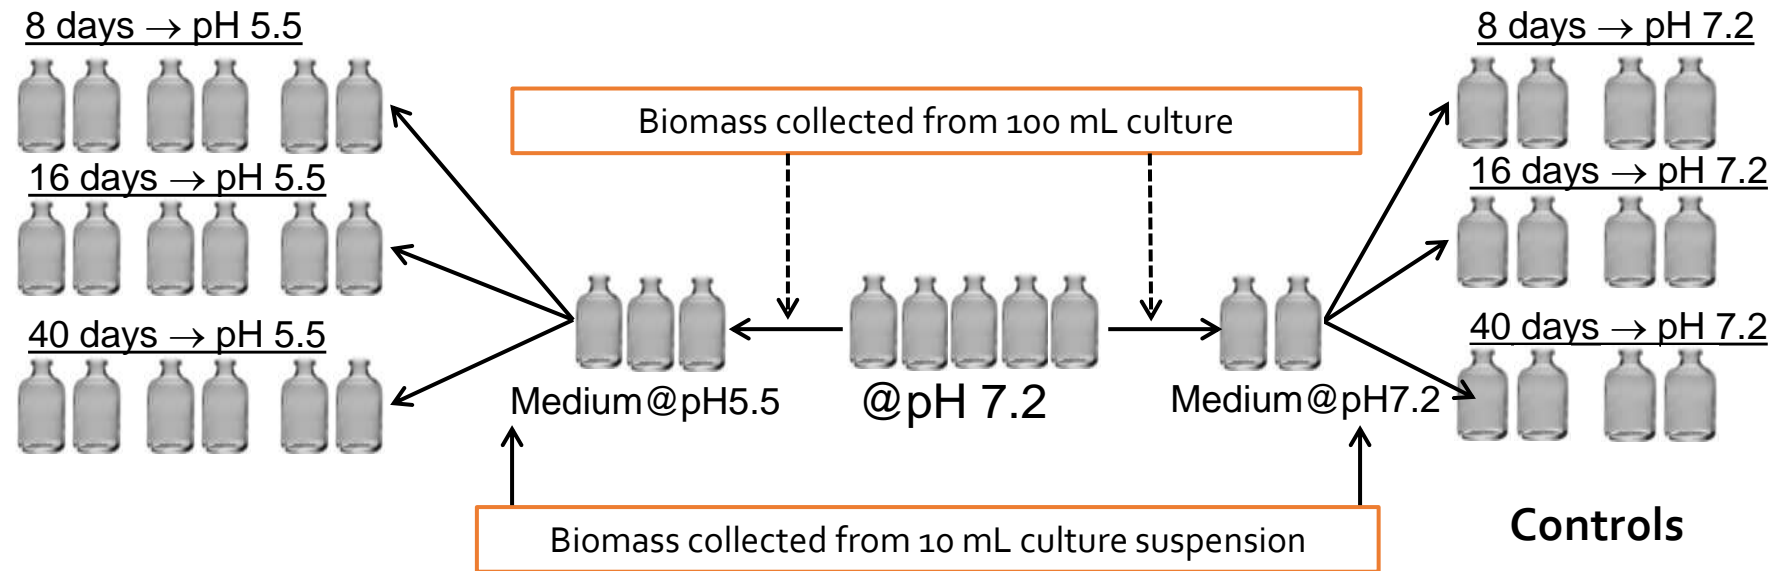 8 days → pH 5.5
8 days → pH 7.2
Biomass collected from 100 mL culture
16 days → pH 5.5
16 days → pH 7.2
40 days → pH 5.5
40 days → pH 7.2
Medium@pH5.5
@pH 7.2
Medium@pH7.2
Biomass collected from 10 mL culture suspension
Controls